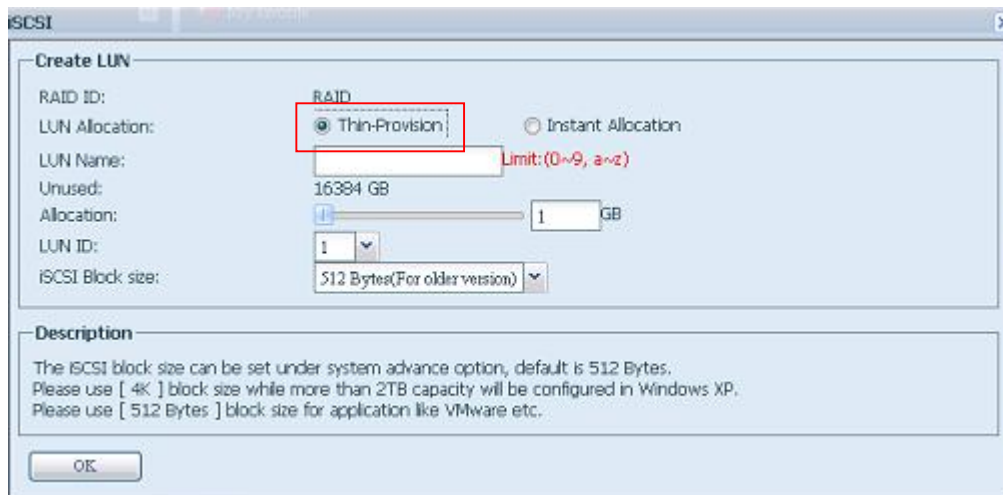 iSCSI
Create LUN
RAID ID: RAID
LUN Allocation: Thin-Provision Instant Allocation
LUN Name: Limit:(0~9, a~z)
Unused: 16384 GB
Allocation: 1 GB
LUN ID: 1
iSCSI Block size: 512 Bytes(For older version)
Description
The iSCSI block size can be set under system advance option, default is 512 Bytes.
Please use [ 4K ] block size while more than 2TB capacity will be configured in Windows XP.
Please use [ 512 Bytes ] block size for application like VMware etc.
OK